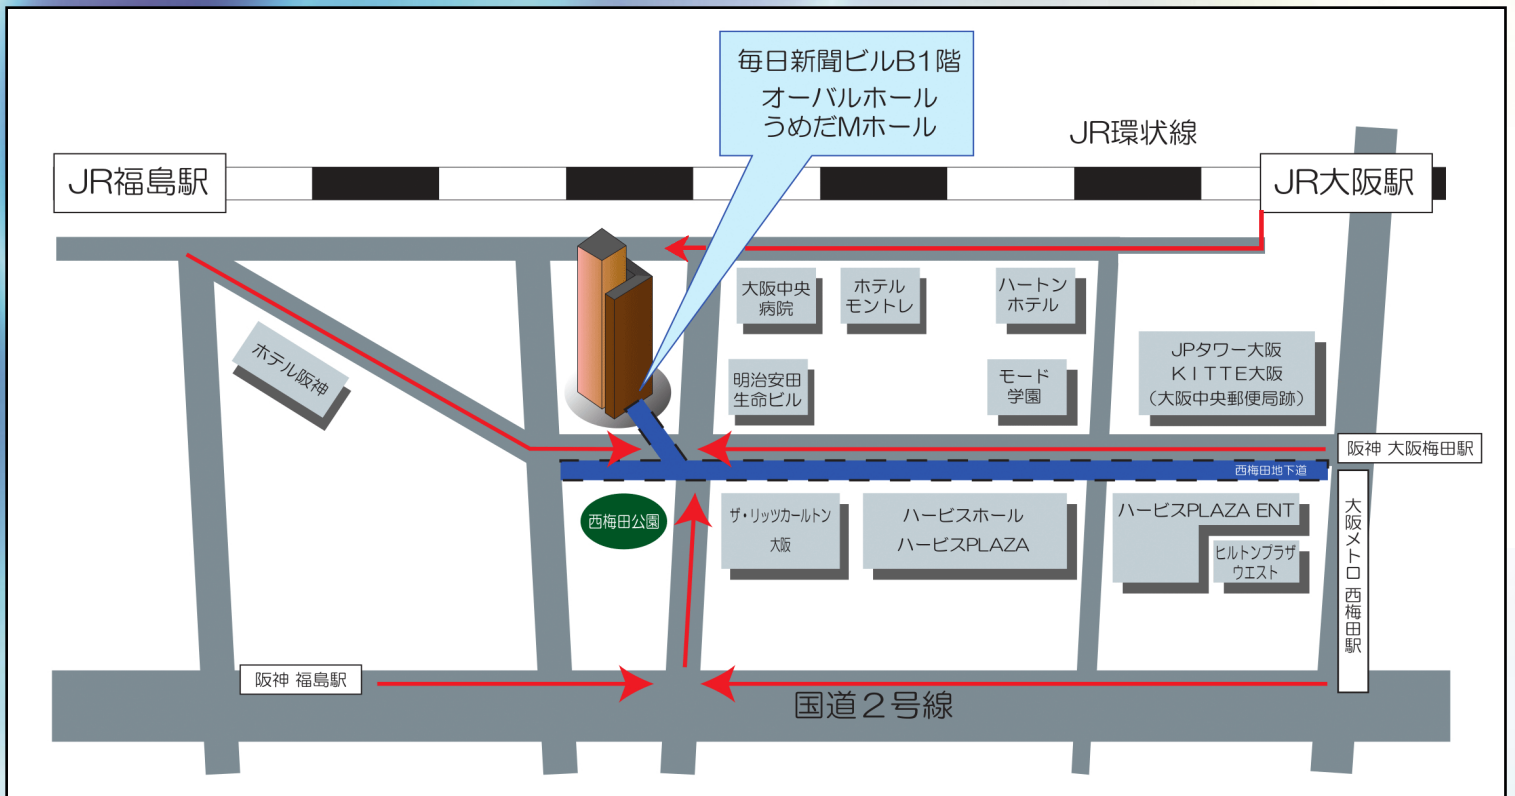 毎日新聞ビルB1階
オーバルホール
うめだMホール
JR環状線
JR福島駅
JR大阪駅
大阪中央
病院
ホテル
モントレ
ハートン
ホテル
ホテル阪神
明治安田
生命ビル
モード
学園
JPタワー大阪
KITTE大阪
(大阪中央郵便局跡)
阪神 大阪梅田駅
西梅田地下道
西梅田公園
ザ・リッツカールトン
大阪
ハービスホール
ハービスPLAZA
ハービスPLAZA ENT
ヒルトンプラザ
ウエスト
大阪メトロ 西梅田駅
阪神 福島駅
国道2号線